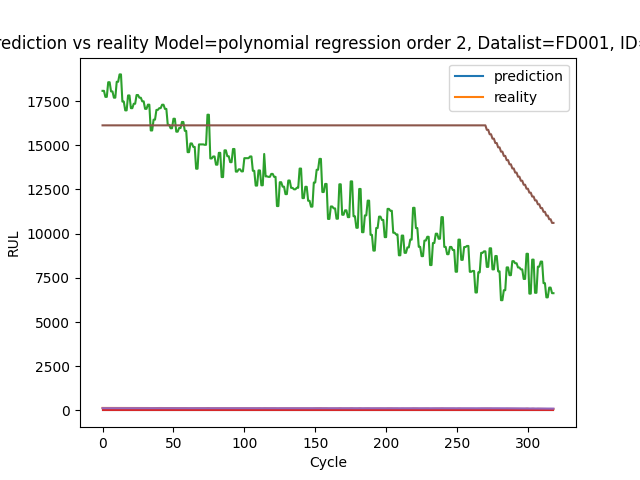 rediction vs reality Model=polynomial regression order 2, Datalist=FD001, ID=
prediction
reality
17500
15000
12500
10000
7500
5000
2500
0
RUL
0 50 100 150 200 250 300
Cycle